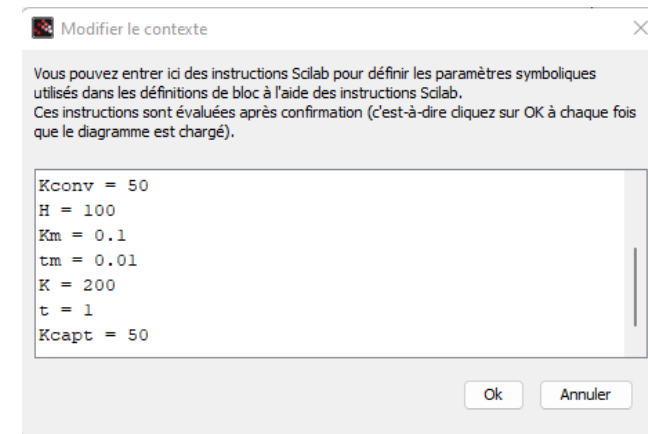 Modifier le contexte
Vous pouvez entrer ici des instructions Scilab pour définir les paramètres symboliques
utilisés dans les définitions de bloc à l'aide des instructions Scilab.
Ces instructions sont évaluées après confirmation (c'est-à-dire cliquez sur OK à chaque fois
que le diagramme est chargé).
Kconv = 50
H = 100
Km = 0.1
tm = 0.01
K = 200
t = 1
Kcapt = 50
Ok Annuler